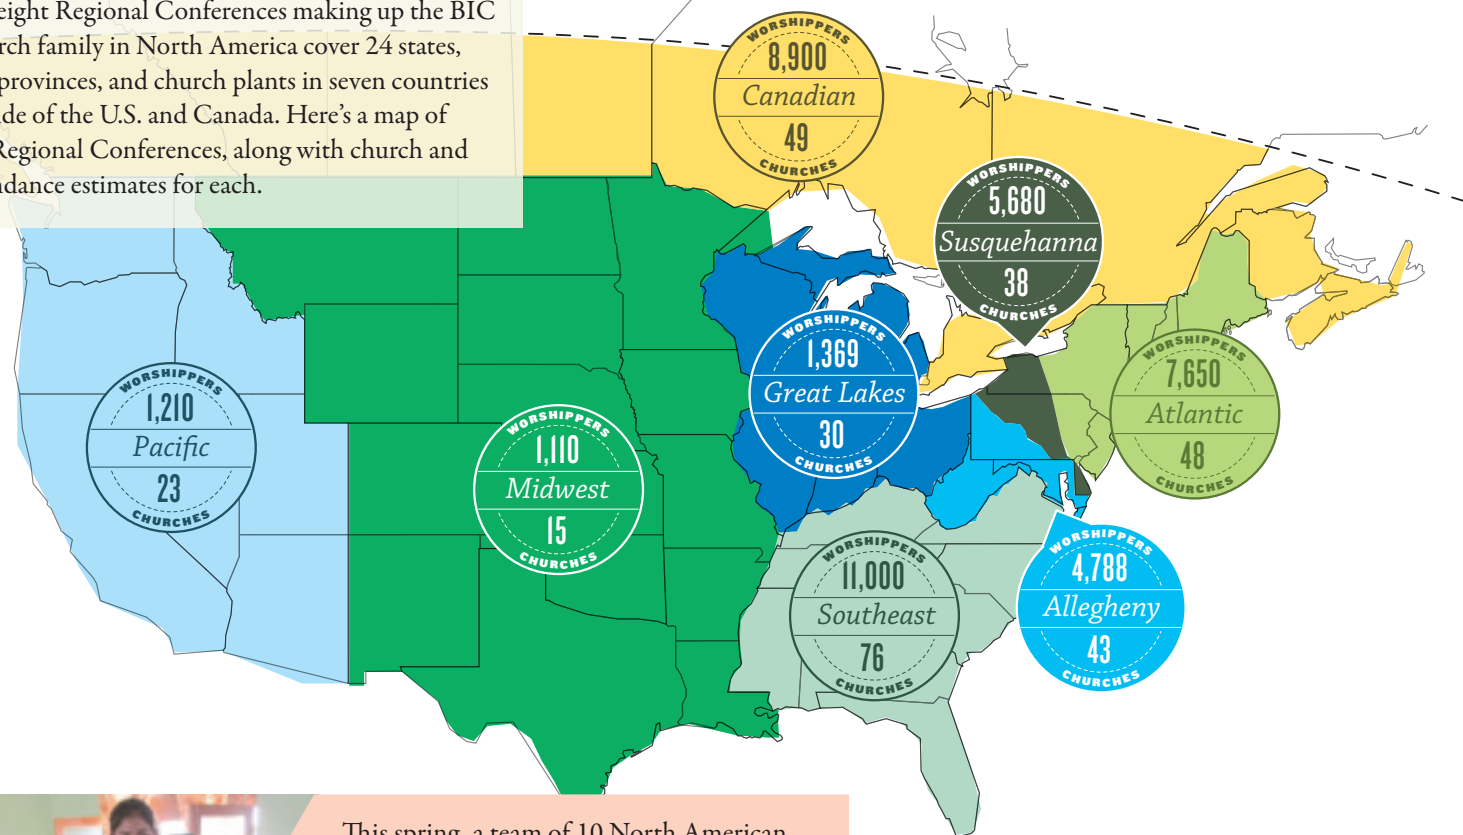 eight Regional Conferences making up the BIC
family in North America cover 24 states,
provinces, and church plants in seven countries
of the U.S. and Canada. Here’s a map of
Regional Conferences, along with church and
estimates for each.
WORSHIPPERS
8,900
Canadian
49
CHURCHES
WORSHIPPERS
5,680
Susquehanna
38
CHURCHES
WORSHIPPERS
1,369
Great Lakes
30
CHURCHES
WORSHIPPERS
7,650
Atlantic
48
CHURCHES
WORSHIPPERS
1,210
Pacific
23
CHURCHES
WORSHIPPERS
1,110
Midwest
15
CHURCHES
WORSHIPPERS
11,000
Southeast
76
CHURCHES
WORSHIPPERS
4,788
Allegheny
43
CHURCHES
This spring, a team of 10 North American